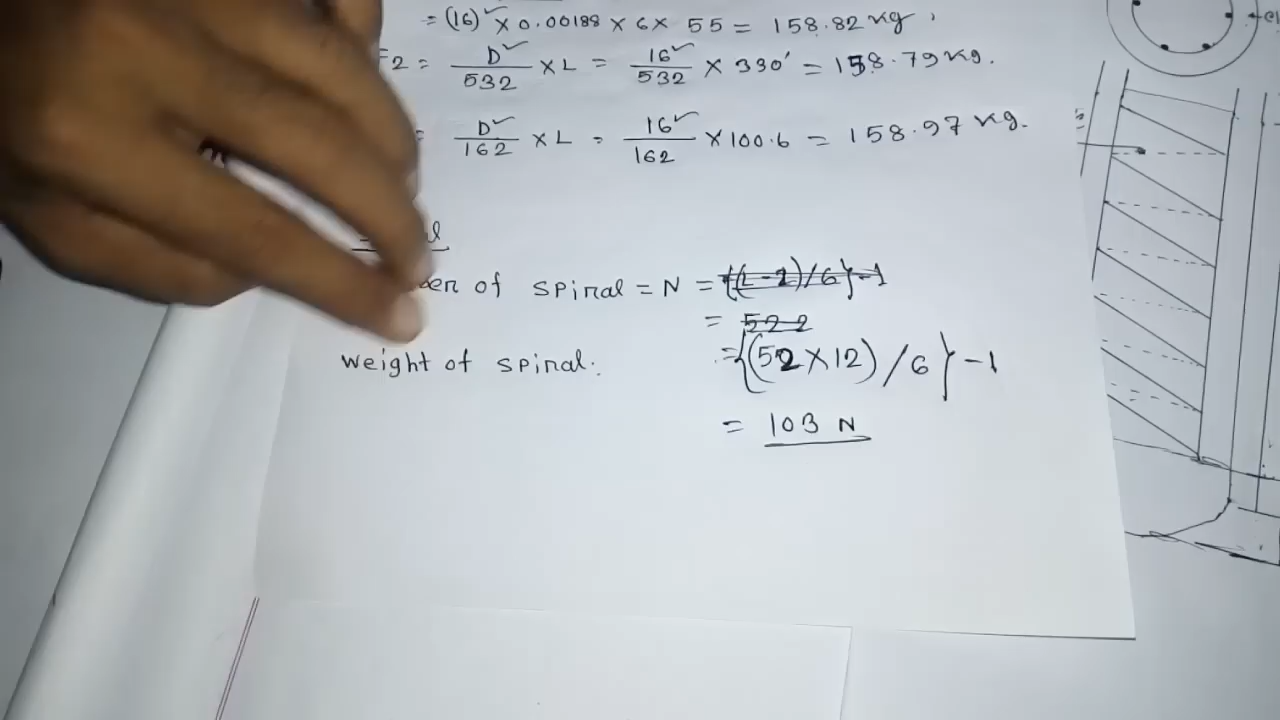 = (16)² × 0.00188 × 6 × 55 = 158.82 kg,
F2 = D²/532 × L = 16²/532 × 330' = 158.79 kg.
= D²/162 × L = 16²/162 × 100.6 = 158.97 kg.
of spiral = N = {(L-2)/6}-1
= 522
weight of spiral.
= {(52 × 12) / 6} - 1
= 103 N